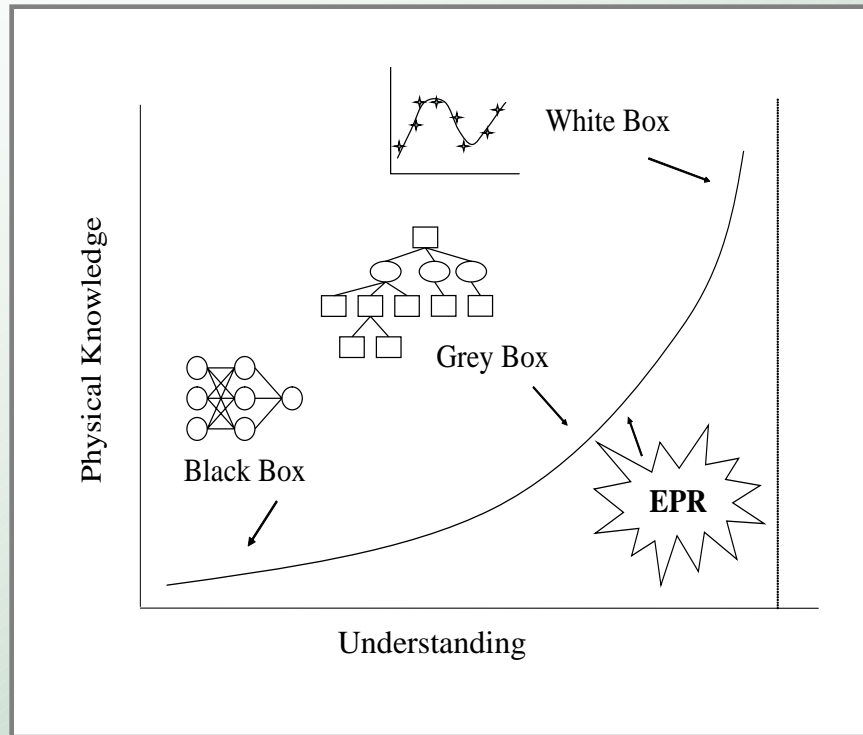 White Box
Grey Box
Black Box
EPR
Physical Knowledge
Understanding